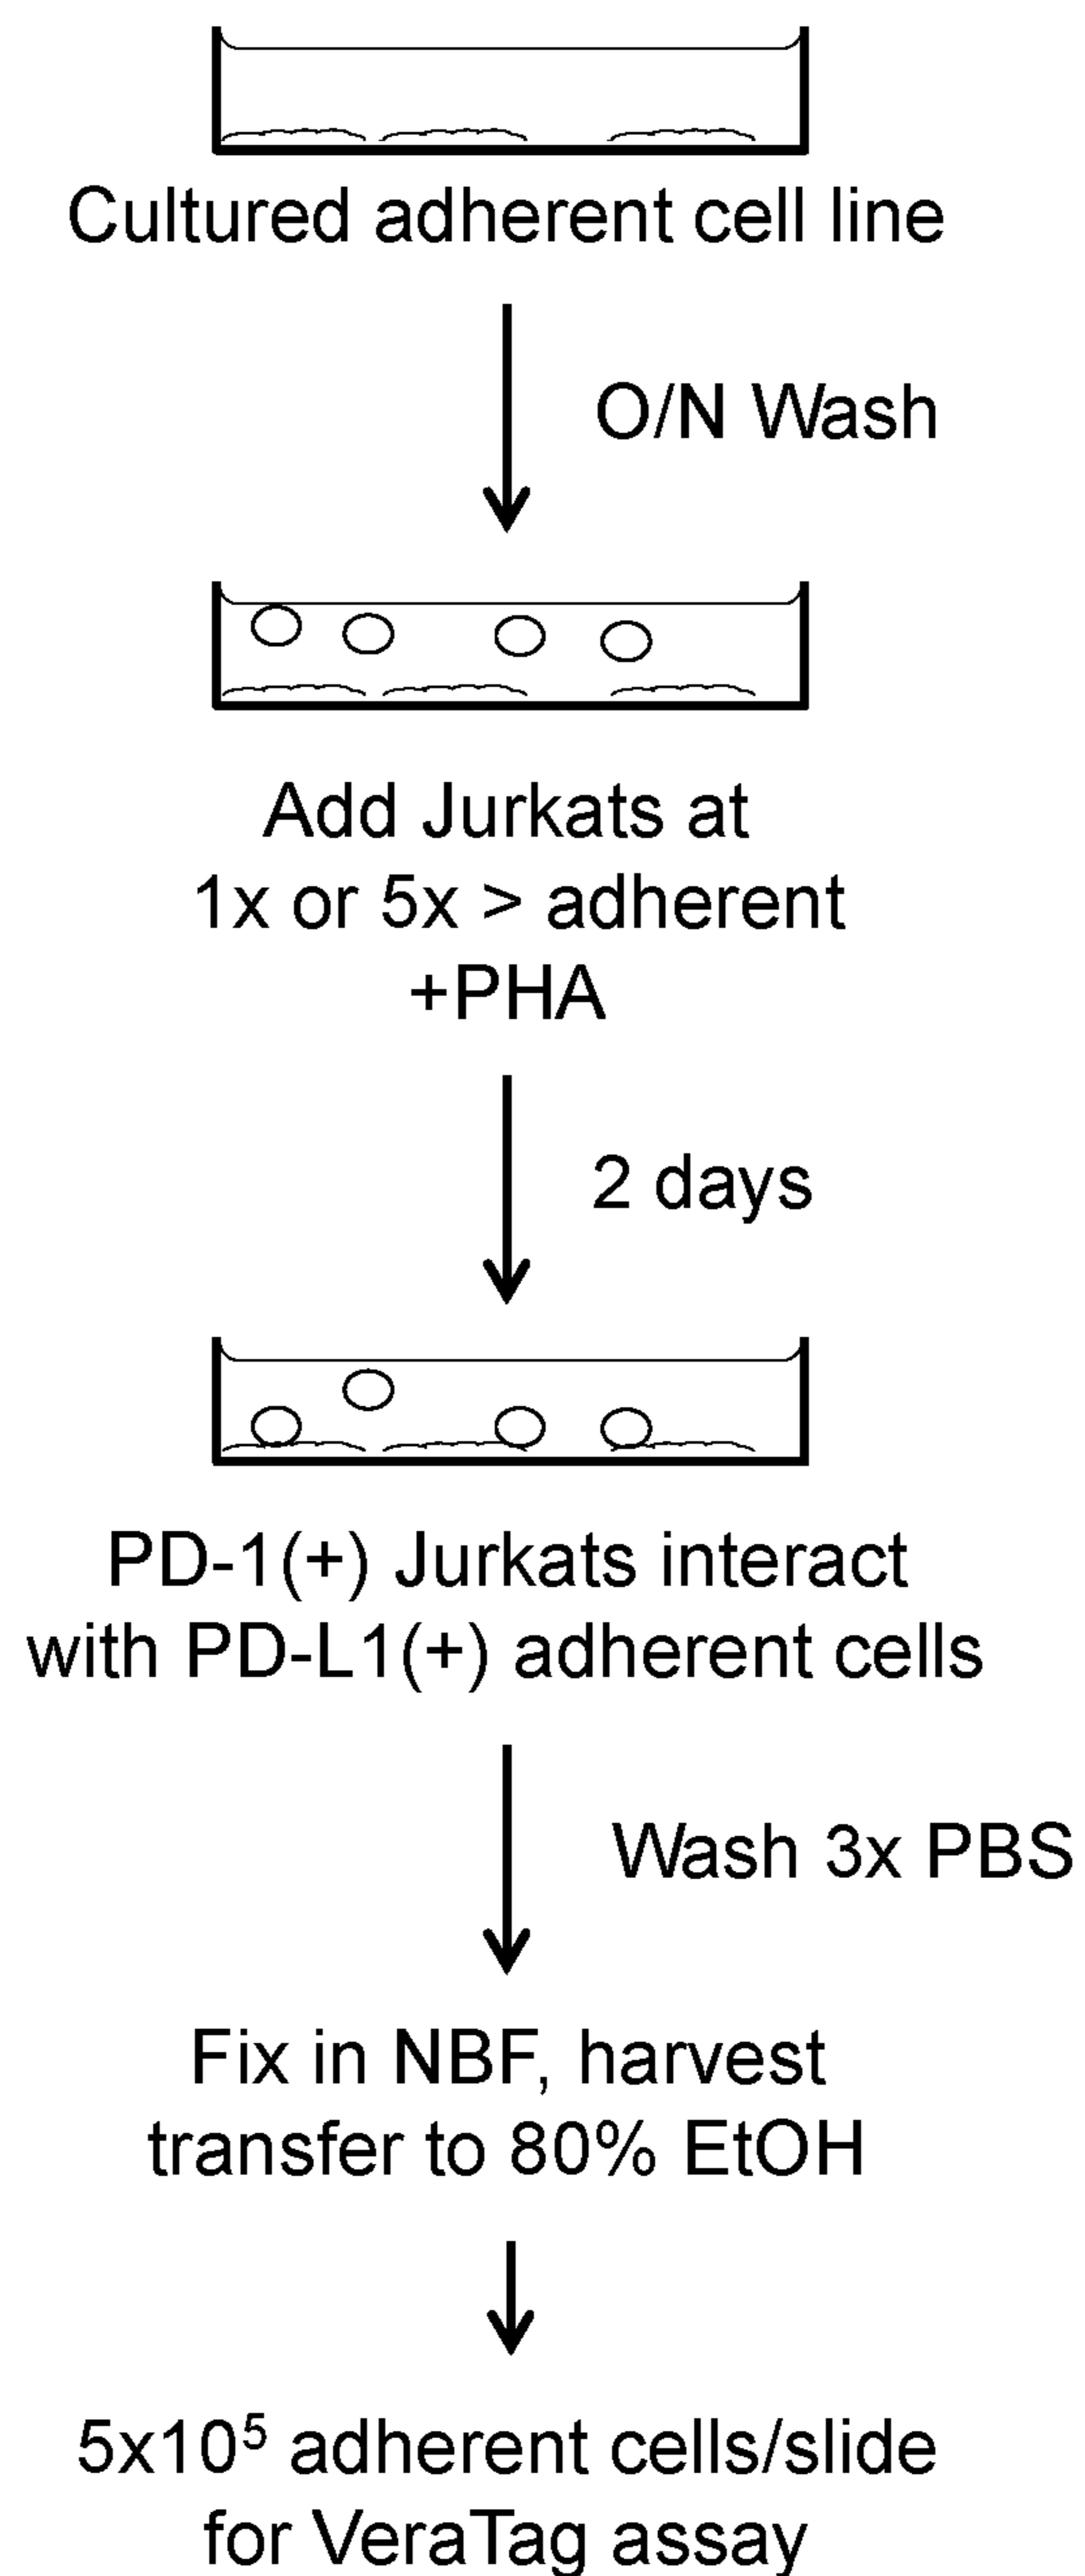 Cultured adherent cell line
O/N Wash
Add Jurkats at
1x or 5x > adherent
+PHA
2 days
PD-1(+) Jurkats interact
with PD-L1(+) adherent cells
Wash 3x PBS
Fix in NBF, harvest
transfer to 80% EtOH
5x10⁵ adherent cells/slide
for VeraTag assay